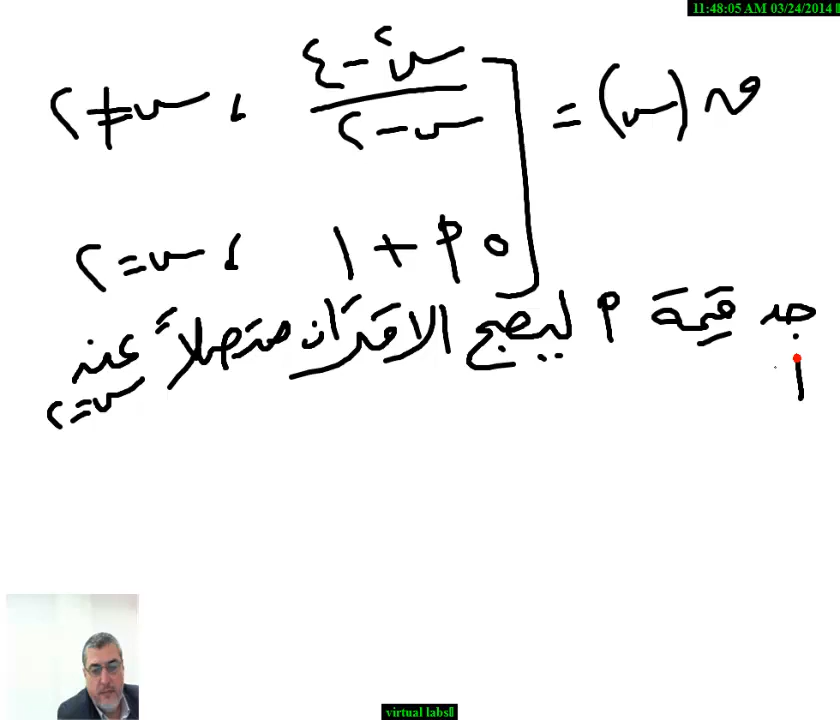 11:48:05 AM 03/24/2014
ق(س) = [ (س² - ٤) / (س - ٢) ، س ≠ ٢
٥ م + ١ ، س = ٢
جد قيمة م ليصبح الاقتران متصلاً عند
س = ٢
ا
virtual labs